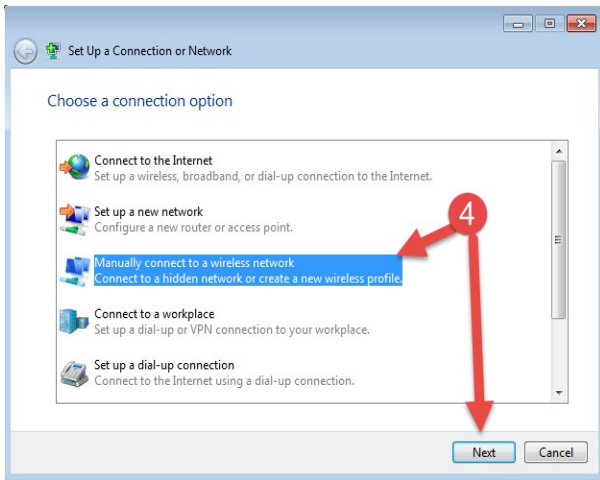 Set Up a Connection or Network
Choose a connection option
Connect to the Internet
Set up a wireless, broadband, or dial-up connection to the Internet.
Set up a new network
Configure a new router or access point.
4
Manually connect to a wireless network
Connect to a hidden network or create a new wireless profile.
Connect to a workplace
Set up a dial-up or VPN connection to your workplace.
Set up a dial-up connection
Connect to the Internet using a dial-up connection.
Next Cancel